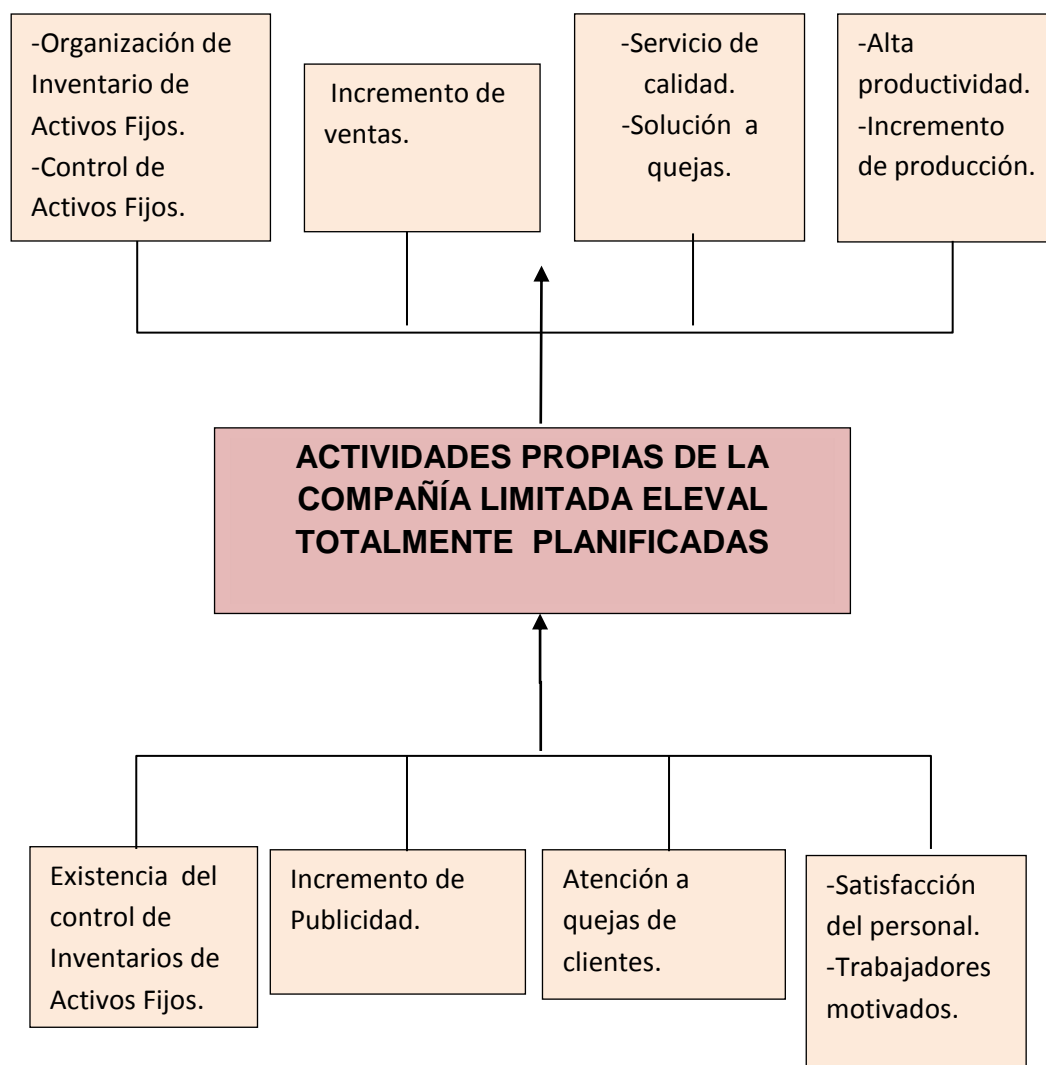 -Organización de
Inventario de
Activos Fijos.
-Control de
Activos Fijos.
Incremento de
ventas.
-Servicio de
calidad.
-Solución a
quejas.
-Alta
productividad.
-Incremento
de producción.
ACTIVIDADES PROPIAS DE LA
COMPAÑÍA LIMITADA ELEVAL
TOTALMENTE PLANIFICADAS
Existencia del
control de
Inventarios de
Activos Fijos.
Incremento de
Publicidad.
Atención a
quejas de
clientes.
-Satisfacción
del personal.
-Trabajadores
motivados.